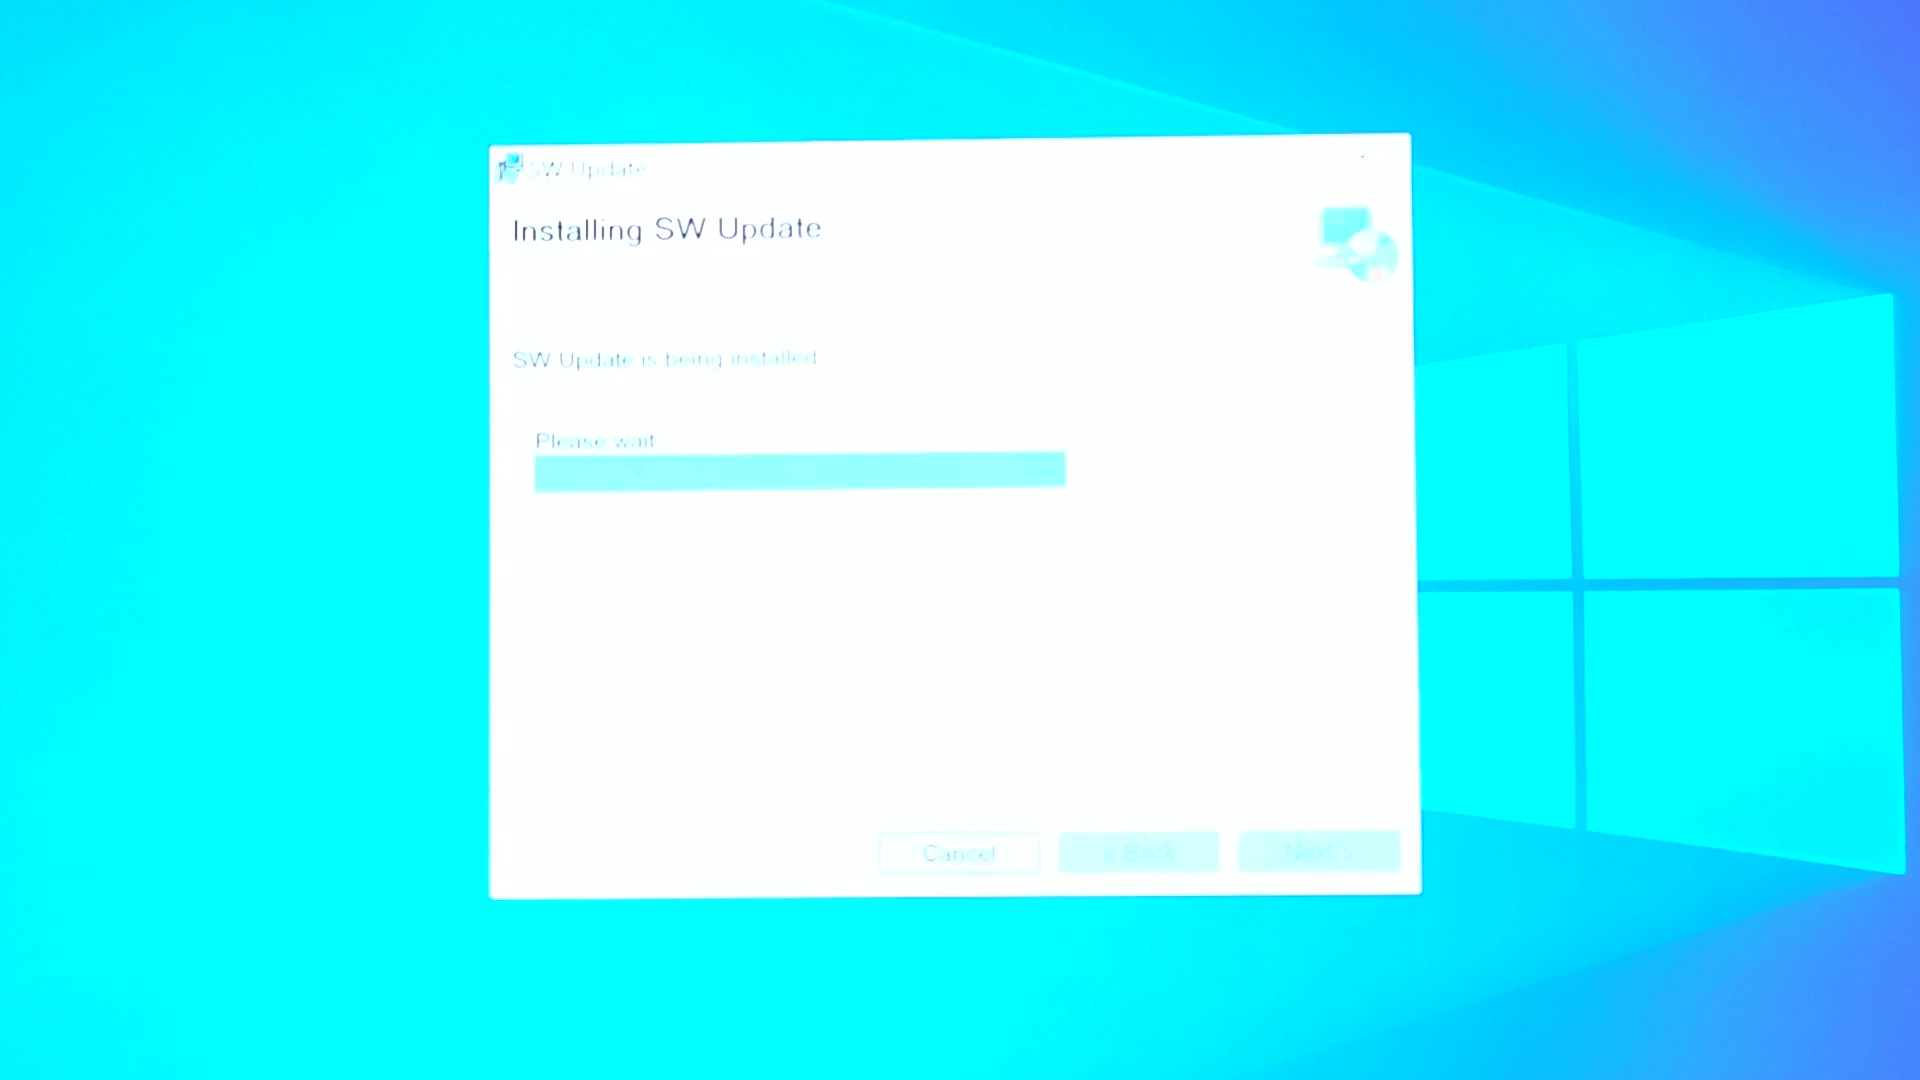 SW Update
Installing SW Update
SW Update is being installed
Please wait
Cancel
< Back
Next >